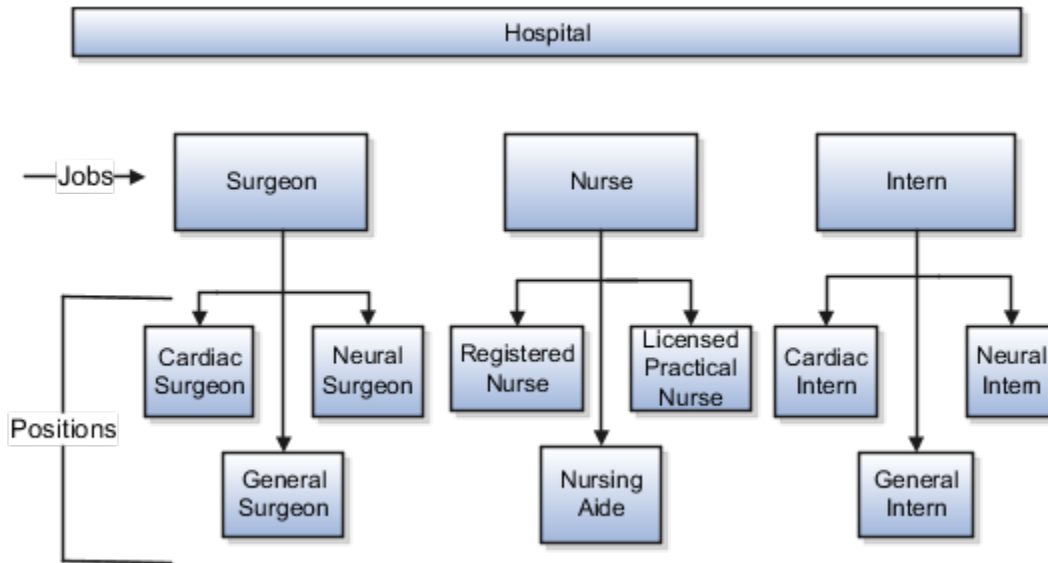 Hospital
Jobs
Surgeon
Nurse
Intern
Positions
Cardiac
Surgeon
Neural
Surgeon
General
Surgeon
Registered
Nurse
Licensed
Practical
Nurse
Nursing
Aide
Cardiac
Intern
Neural
Intern
General
Intern